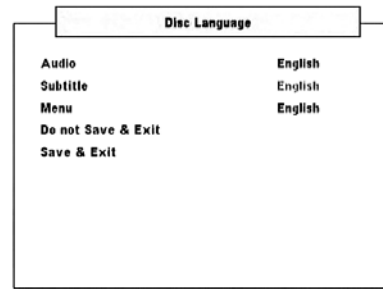 Disc Language
Audio English
Subtitle English
Menu English
Do not Save & Exit
Save & Exit